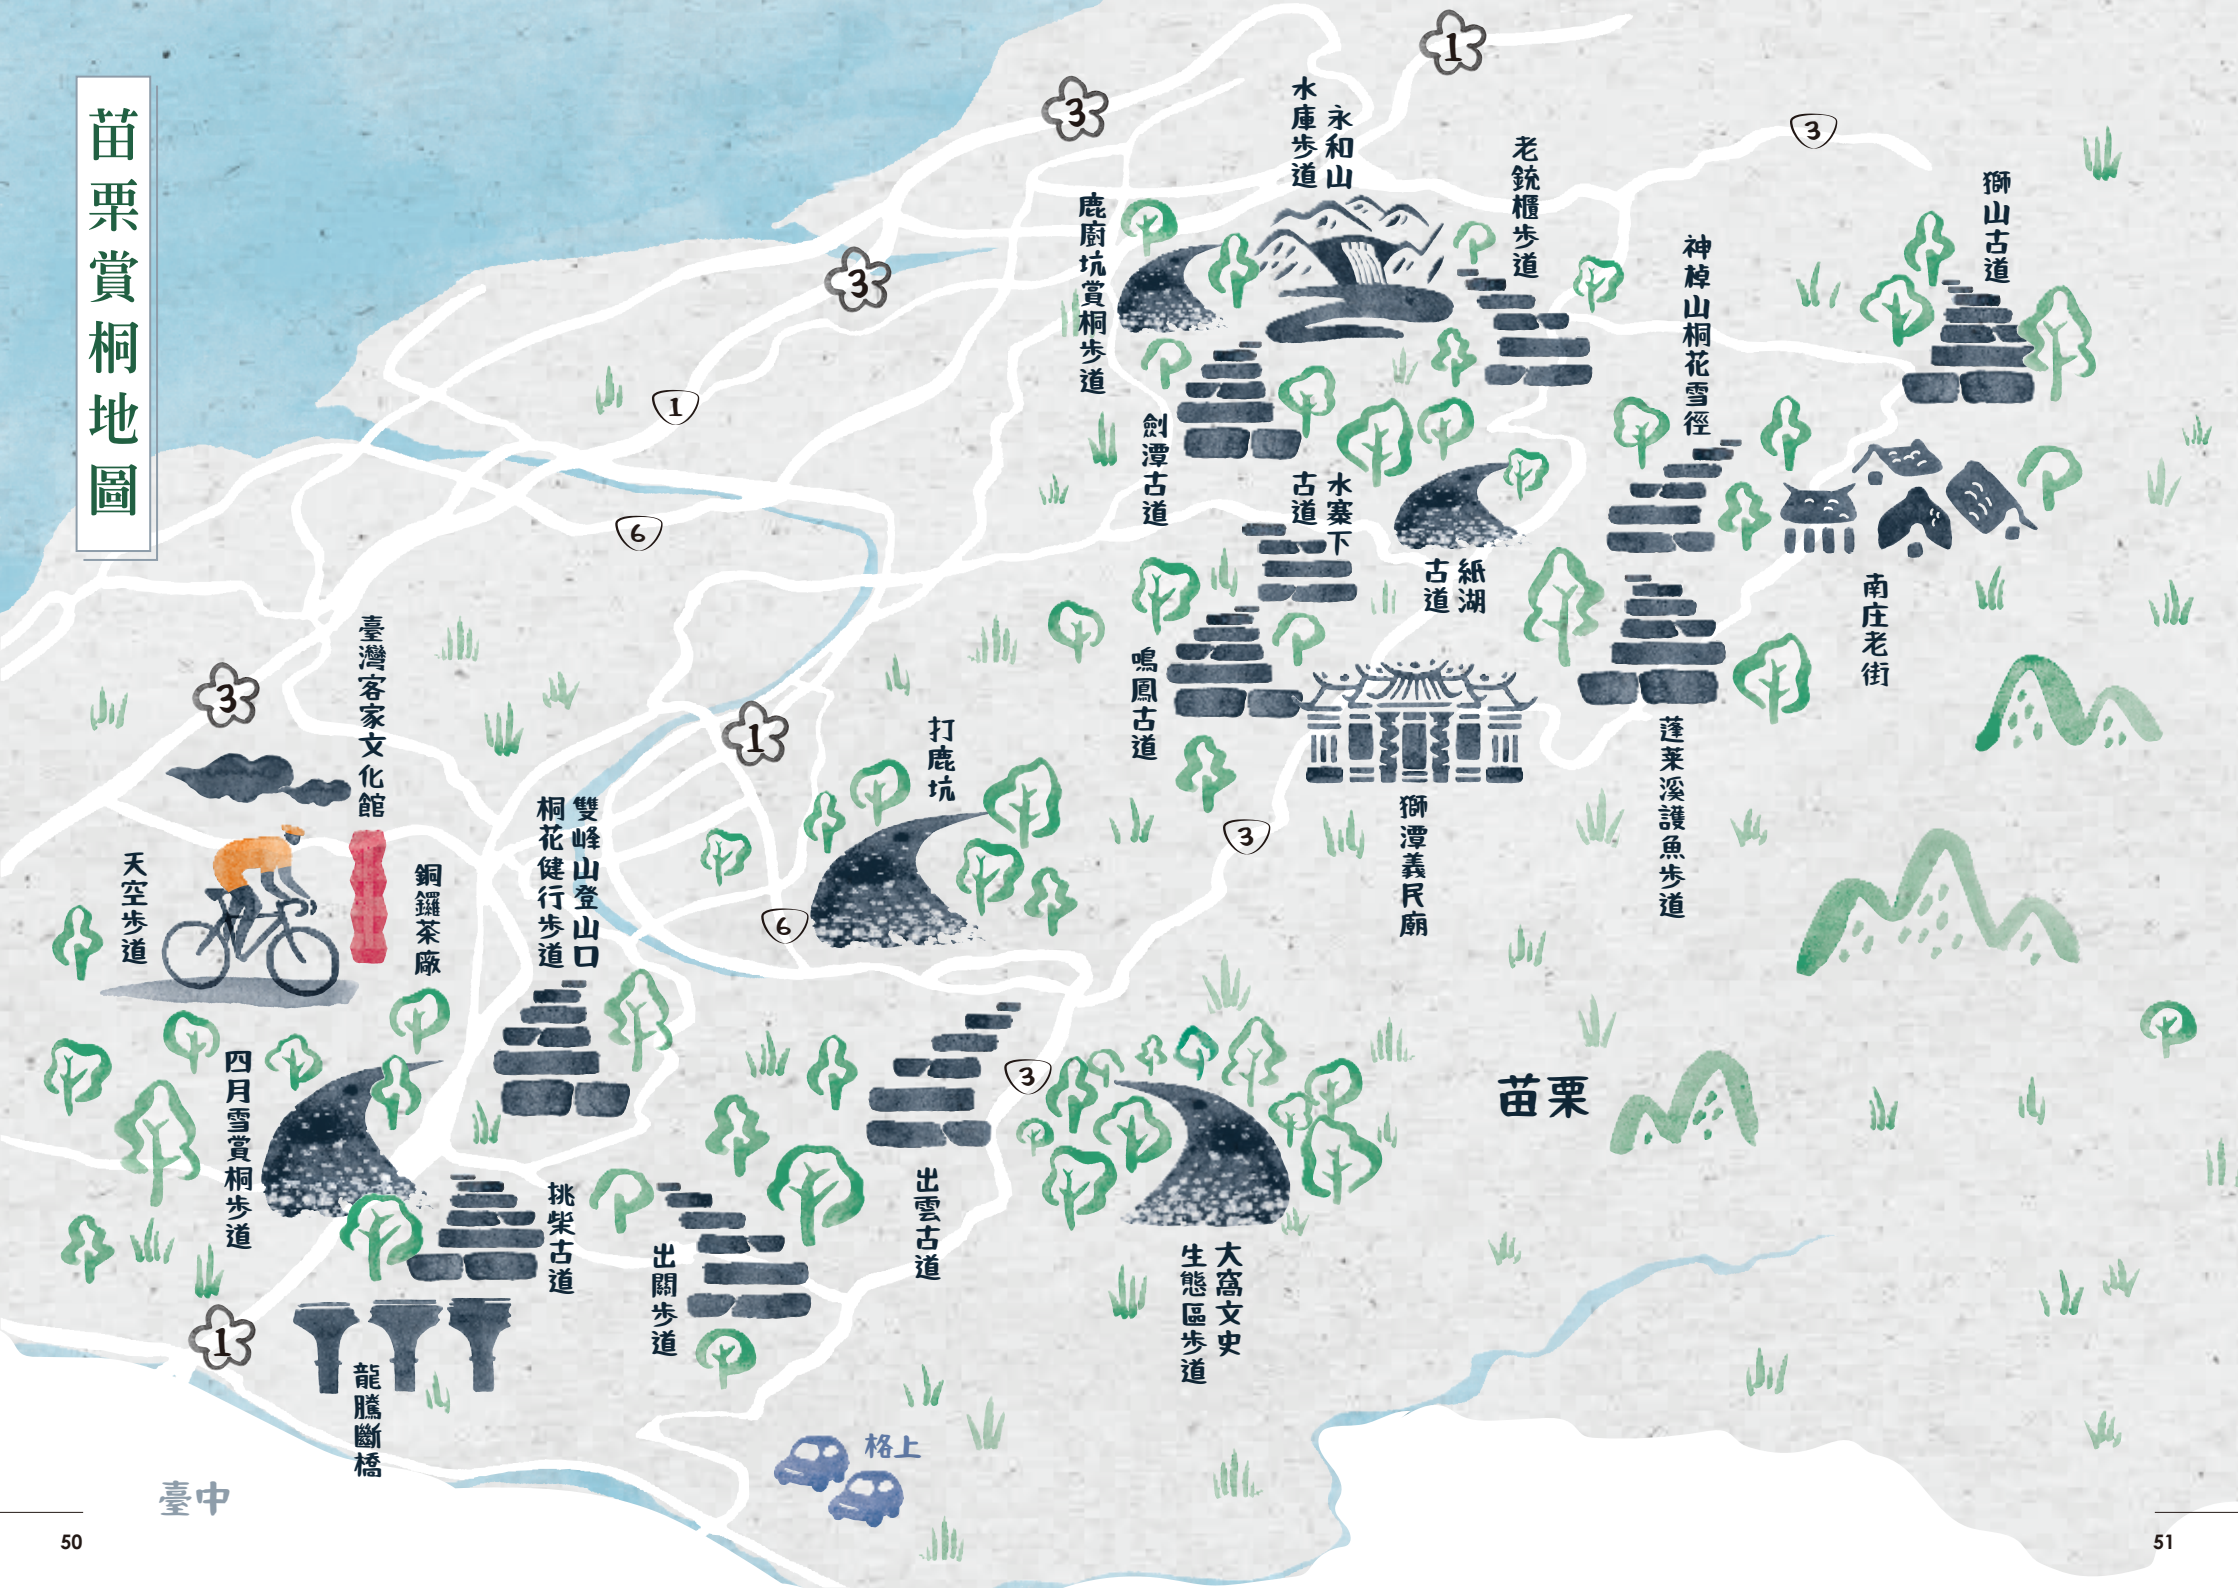 苗栗賞桐地圖
3
1
3
1
6
3
3
1
6
3
3
1
永和山
水庫步道
鹿廚坑賞桐步道
老銃櫃步道
神棹山桐花雪徑
獅山古道
劍潭古道
水寨下
古道
紙湖
古道
南庄老街
鳴鳳古道
獅潭義民廟
蓬萊溪護魚步道
臺灣客家文化館
打鹿坑
雙峰山登山口
桐花健行步道
天空步道
銅鑼茶廠
四月雪賞桐步道
挑柴古道
出關步道
出雲古道
大窩文史
生態區步道
龍騰斷橋
苗栗
格上
臺中
50
51